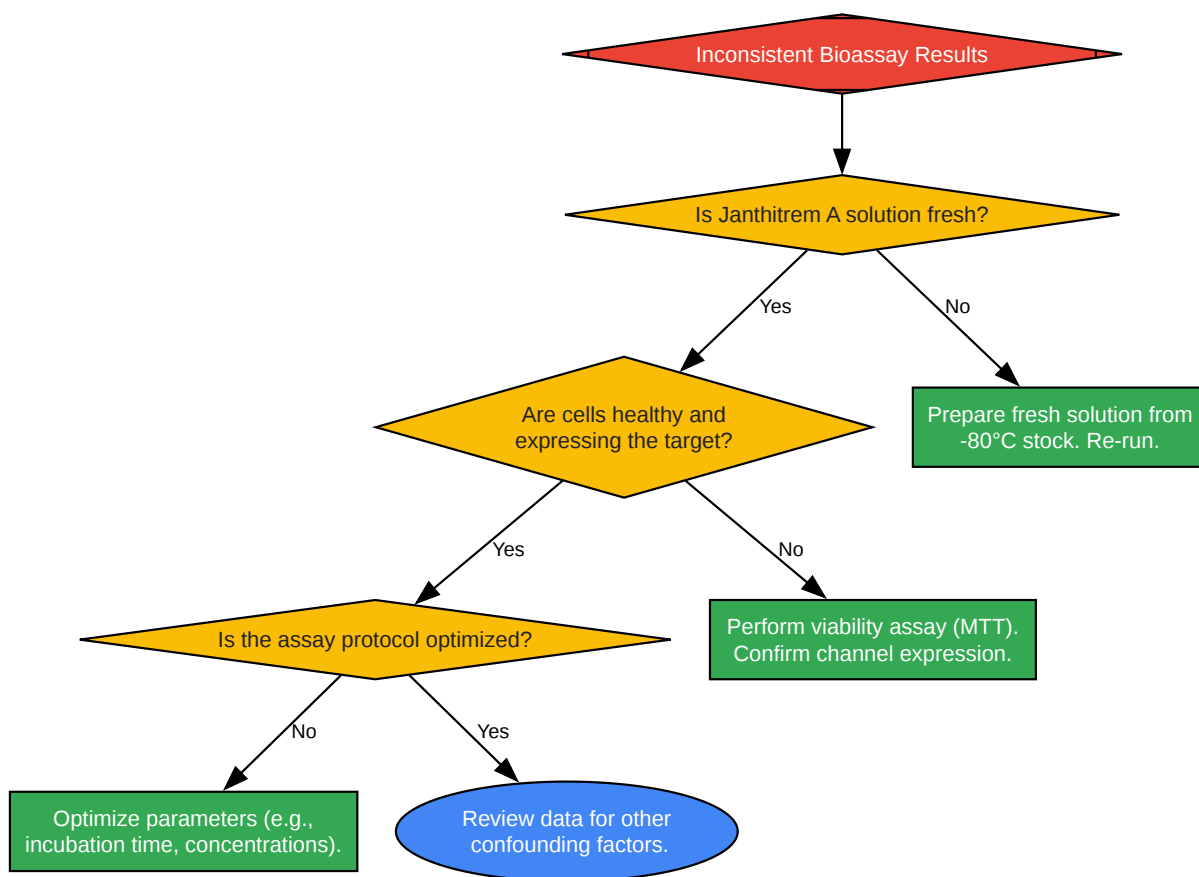 Inconsistent Bioassay Results
Is Janthitrem A solution fresh?
Yes
No
Are cells healthy and
expressing the target?
Prepare fresh solution from
-80°C stock. Re-run.
Yes
No
Is the assay protocol optimized?
Perform viability assay (MTT).
Confirm channel expression.
No
Yes
Optimize parameters (e.g.,
incubation time, concentrations).
Review data for other
confounding factors.